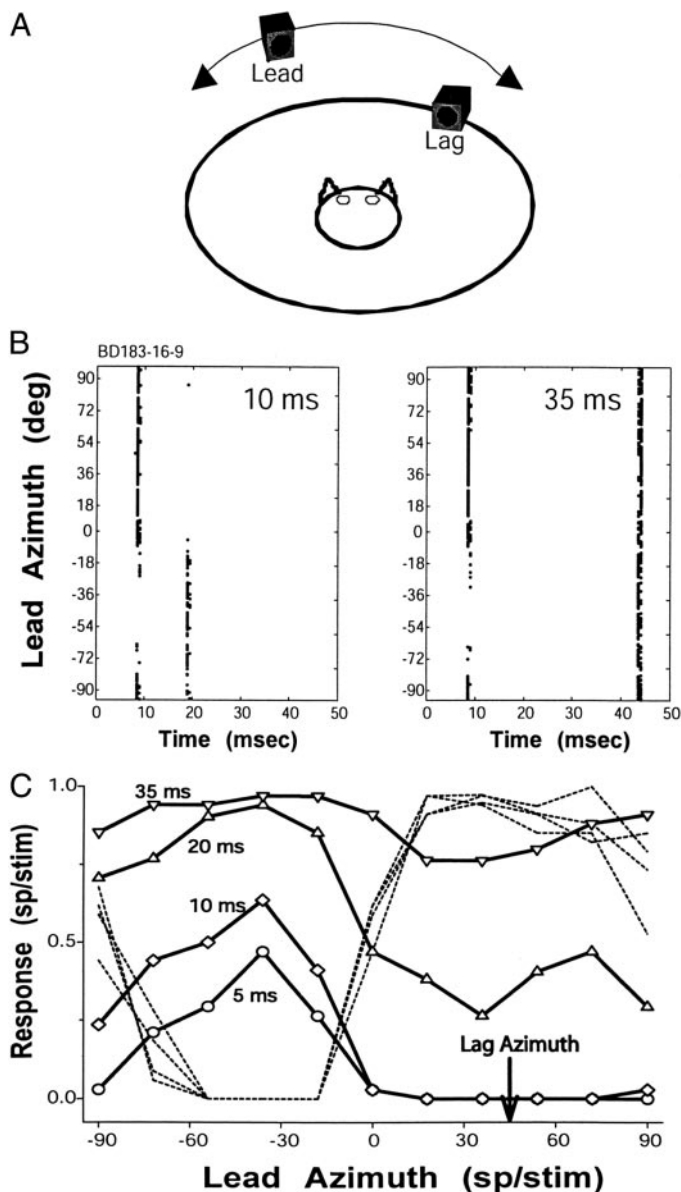 A
Lead
Lag
B
BD183-16-9
Lead Azimuth (deg)
90
72
54
36
18
0
-18
-36
-54
-72
-90
10 ms
0 10 20 30 40 50
Time (msec)
90
72
54
36
18
0
-18
-36
-54
-72
-90
35 ms
0 10 20 30 40 50
Time (msec)
C
Response (sp/stim)
1.0
0.5
0.0
35 ms
20 ms
10 ms
5 ms
Lag Azimuth
-90 -60 -30 0 30 60 90
Lead Azimuth (sp/stim)